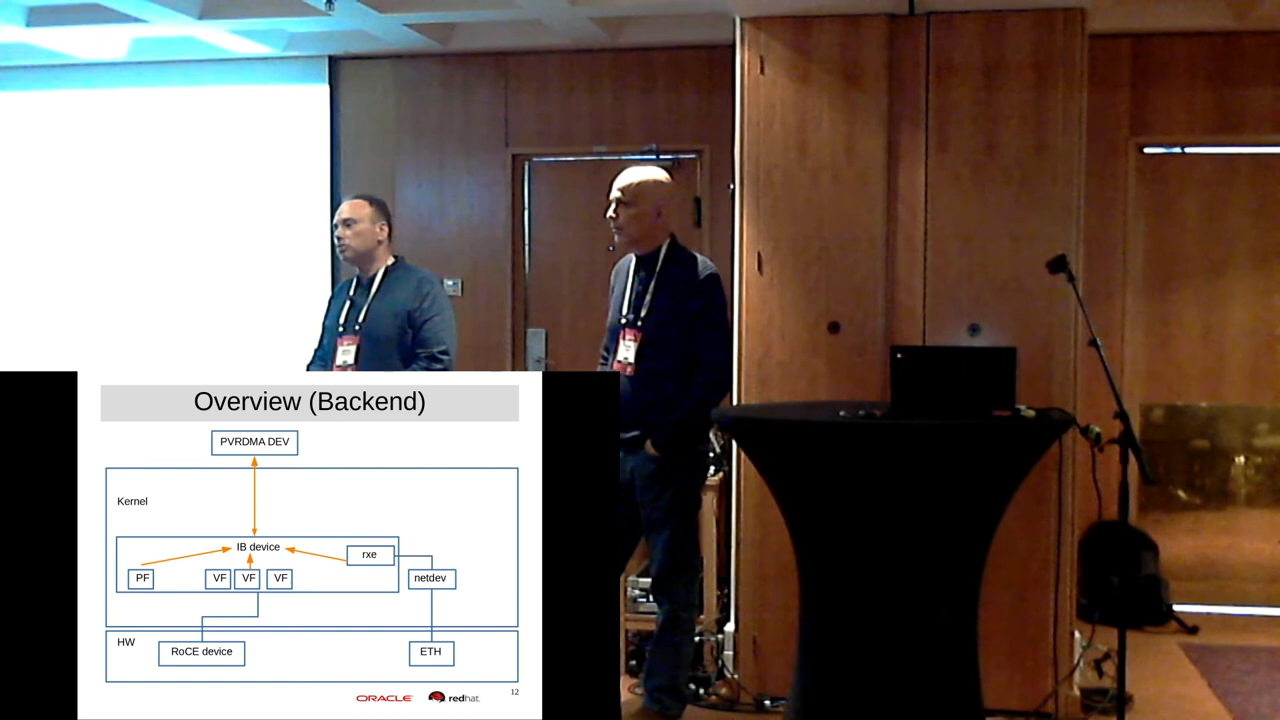 Overview (Backend)
PVRDMA DEV
Kernel
IB device
rxe
PF
VF
VF
VF
netdev
HW
RoCE device
ETH
ORACLE
redhat
12